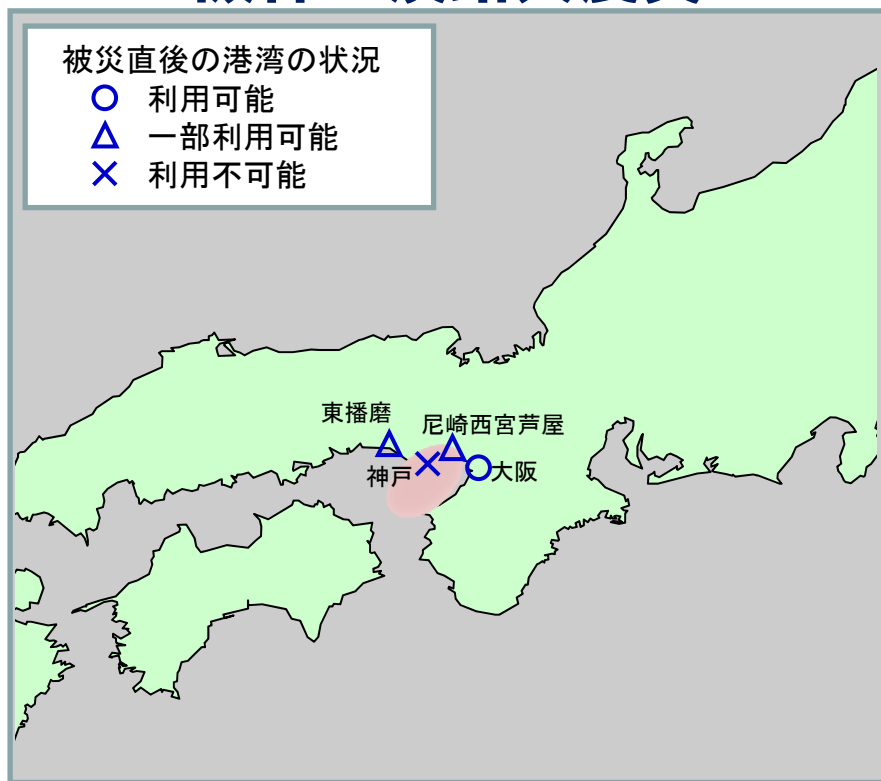 被災直後の港湾の状況
利用可能
一部利用可能
利用不可能
東播磨
尼崎西宮芦屋
神戸
大阪